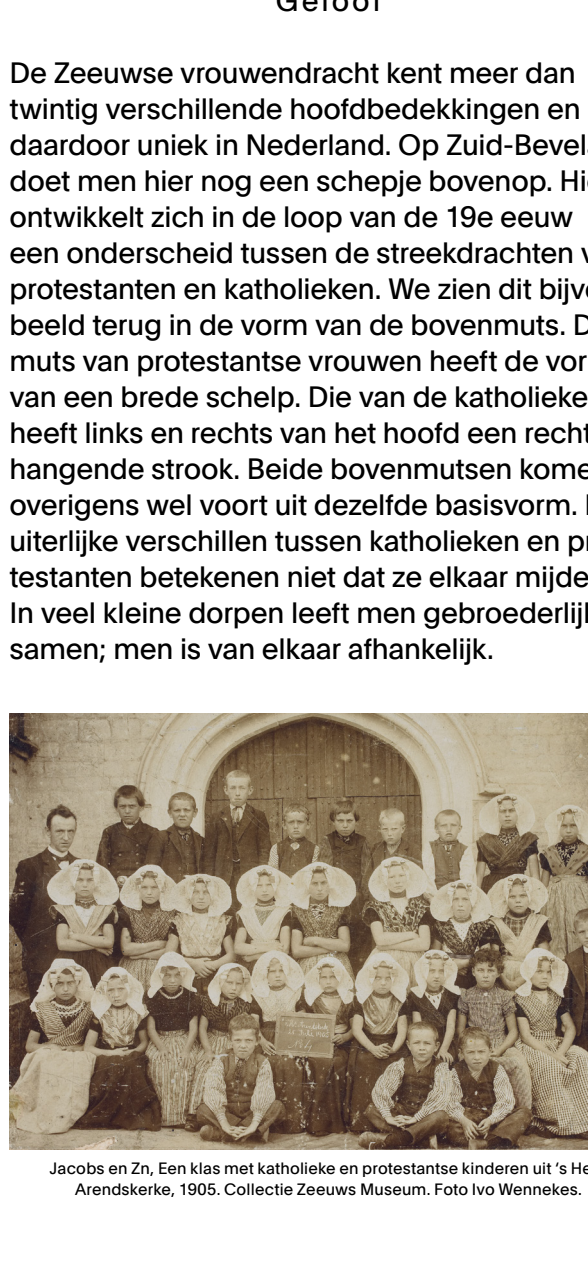 Geloof
De Zeeuwse vrouwendracht kent meer dan
twintig verschillende hoofdbedekkingen en
daardoor uniek in Nederland. Op Zuid-Bevel
doet men hier nog een schepje bovenop. Hi
ontwikkelt zich in de loop van de 19e eeuw
een onderscheid tussen de streekdrachten v
protestanten en katholieken. We zien dit bijv
beeld terug in de vorm van de bovenmuts. D
muts van protestantse vrouwen heeft de vor
van een brede schelp. Die van de katholieke
heeft links en rechts van het hoofd een recht
hangende strook. Beide bovenmutsen kome
overigens wel voort uit dezelfde basisvorm.
uiterlijke verschillen tussen katholieken en pr
testanten betekenen niet dat ze elkaar mijde
In veel kleine dorpen leeft men gebroederlij
samen; men is van elkaar afhankelijk.
Jacobs en Zn, Een klas met katholieke en protestantse kinderen uit 's He
Arendskerke, 1905. Collectie Zeeuws Museum. Foto Ivo Wennekes.